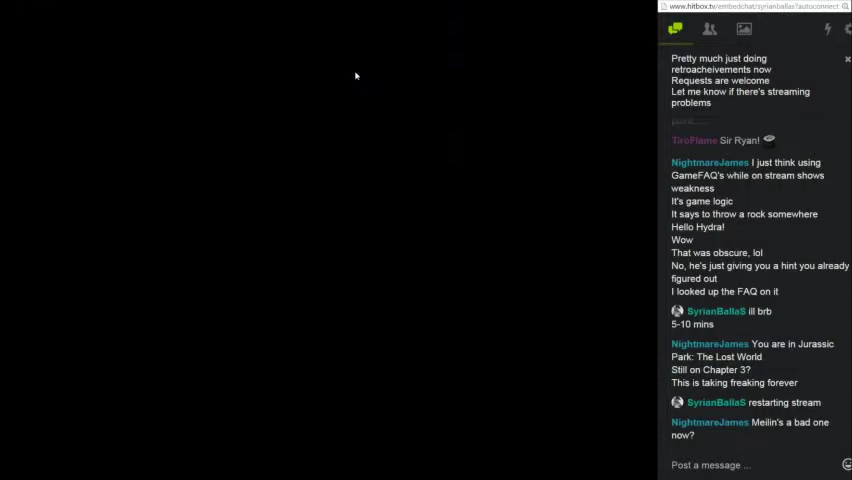 www.hitbox.tv/embedchat/syrianballas?autoconnect
Pretty much just doing
retroacheivements now
Requests are welcome
Let me know if there's streaming
problems
TiroFlame Sir Ryan!
NightmareJames I just think using
GameFAQ's while on stream shows
weakness
It's game logic
It says to throw a rock somewhere
Hello Hydra!
Wow
That was obscure, lol
No, he's just giving you a hint you already
figured out
I looked up the FAQ on it
SyrianBallaS ill brb
5-10 mins
NightmareJames You are in Jurassic
Park: The Lost World
Still on Chapter 3?
This is taking freaking forever
SyrianBallaS restarting stream
NightmareJames Meilin's a bad one
now?
Post a message ...